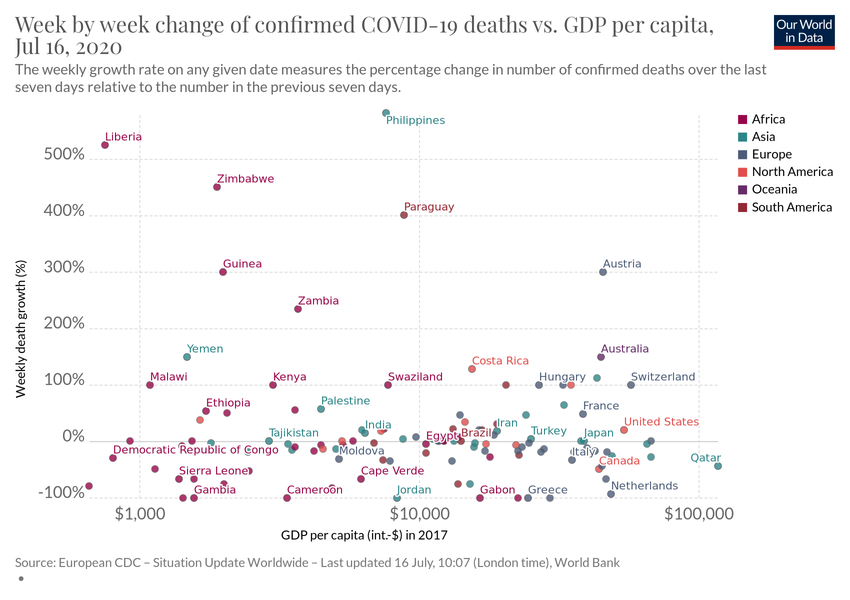 Week by week change of confirmed COVID-19 deaths vs. GDP per capita,
Jul 16, 2020
Our World
in Data
The weekly growth rate on any given date measures the percentage change in number of confirmed deaths over the last
seven days relative to the number in the previous seven days.
Philippines
Africa
Asia
Europe
North America
Oceania
South America
Liberia
500%
Zimbabwe
400%
Paraguay
300%
Guinea
Austria
Zambia
200%
Yemen
Australia
Costa Rica
100%
Malawi
Kenya
Swaziland
Hungary
Switzerland
Ethiopia
Palestine
France
United States
0%
Tajikistan
India
Egypt
Brazil
Iran
Turkey
Japan
Democratic Republic of Congo
Moldova
Italy
Canada
Qatar
Sierra Leone
Cape Verde
-100%
Gambia
Cameroon
Jordan
Gabon
Greece
Netherlands
$1,000
$10,000
$100,000
Weekly death growth (%)
GDP per capita (int.-$) in 2017
Source: European CDC – Situation Update Worldwide – Last updated 16 July, 10:07 (London time), World Bank